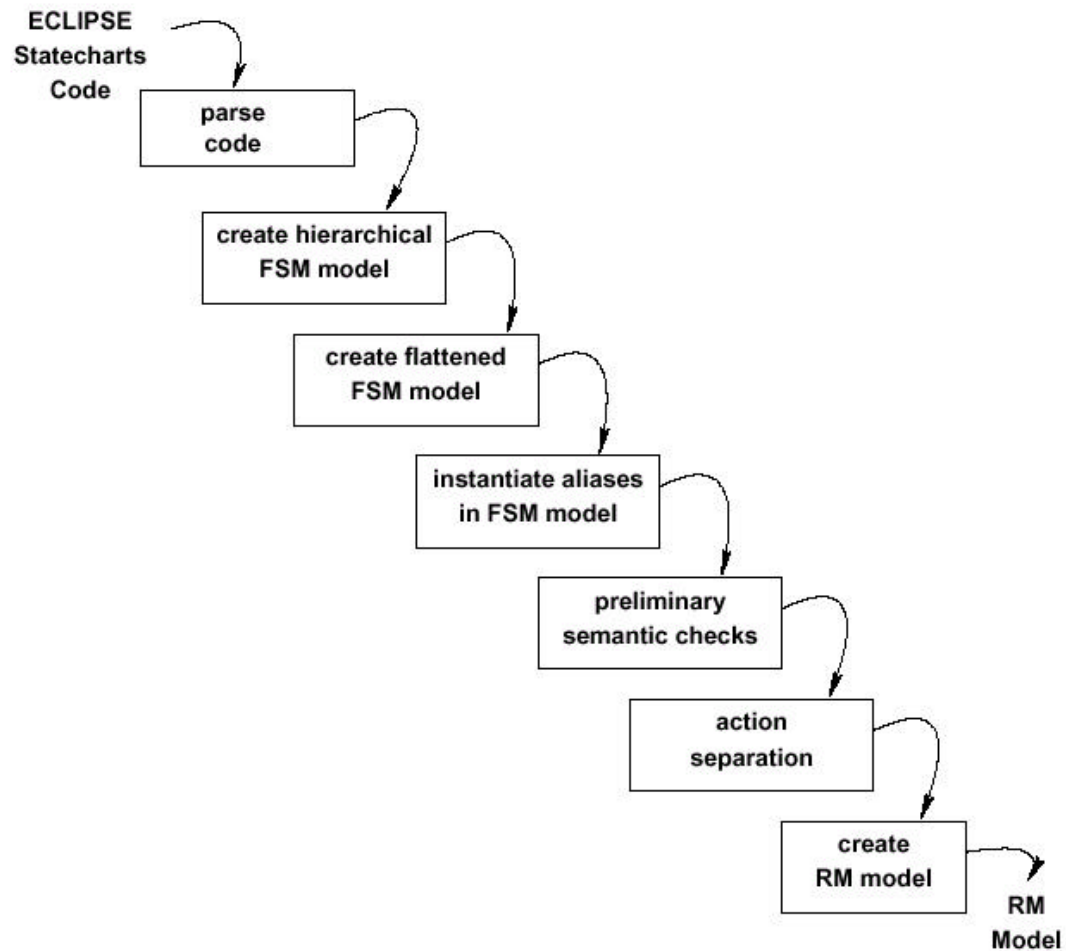 ECLIPSE
Statecharts
Code
parse
code
create hierarchical
FSM model
create flattened
FSM model
instantiate aliases
in FSM model
preliminary
semantic checks
action
separation
create
RM model
RM
Model